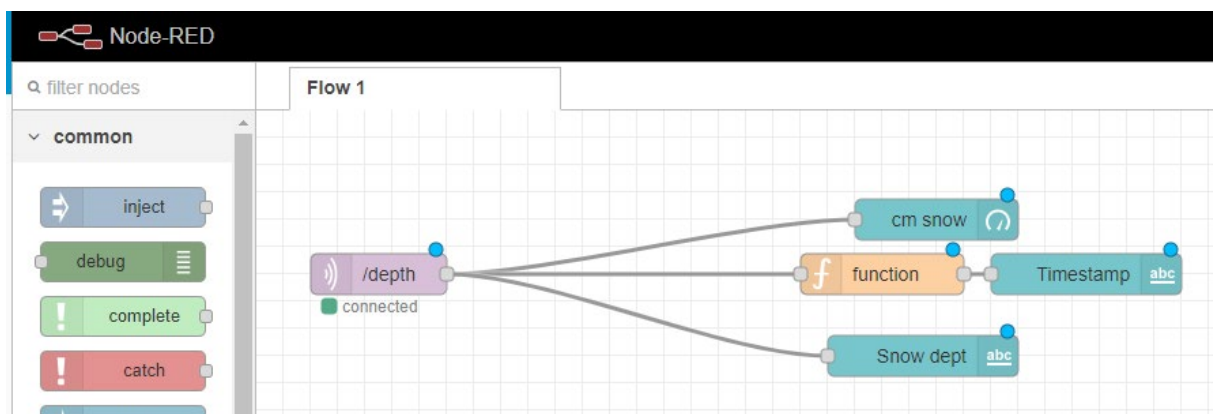 Node-RED
filter nodes
Flow 1
common
inject
debug
complete
catch
/depth
connected
cm snow
function
Timestamp abc
Snow dept abc